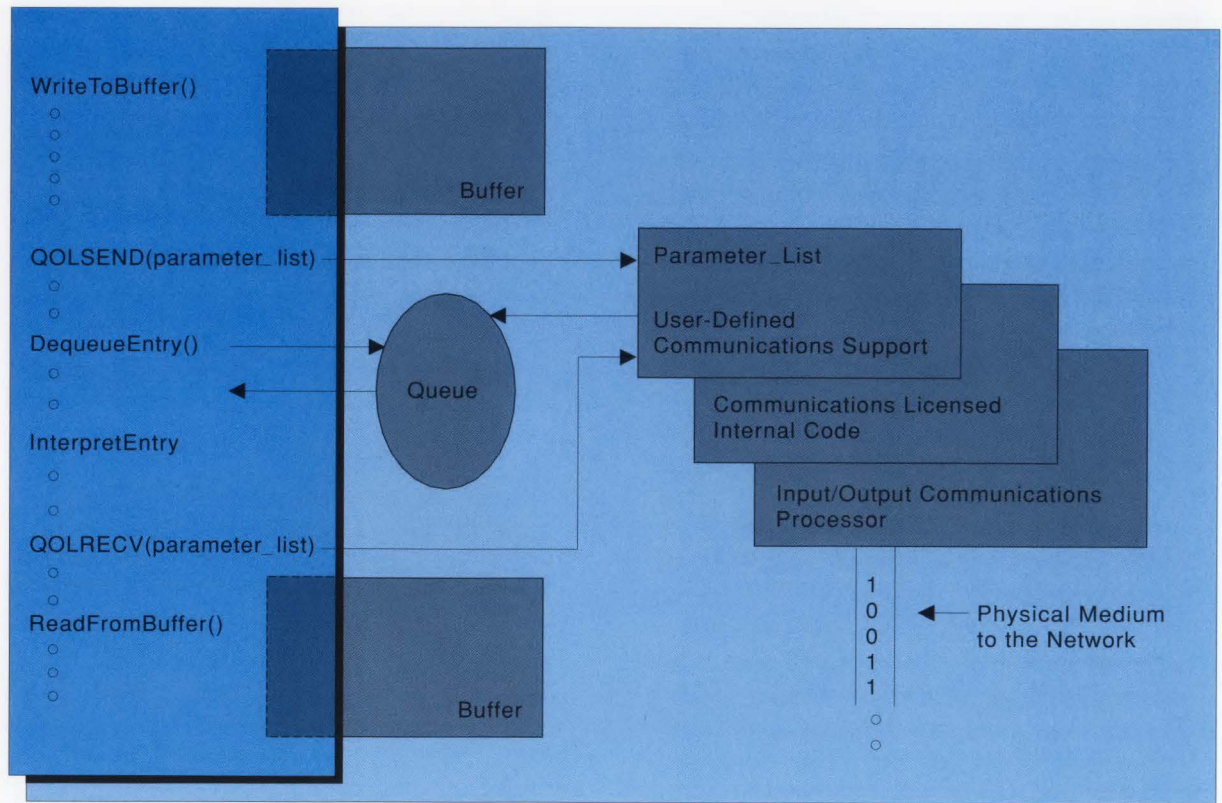 WriteToBuffer()
Buffer
QOLSEND(parameter_list)
Parameter_List
User-Defined
Communications Support
DequeueEntry()
Queue
Communications Licensed
Internal Code
InterpretEntry
Input/Output Communications
Processor
QOLRECV(parameter_list)
1
0
0
1
1
Physical Medium
to the Network
ReadFromBuffer()
Buffer